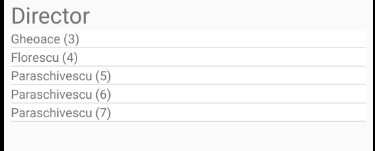 Director
Gheoace (3)
Florescu (4)
Paraschivescu (5)
Paraschivescu (6)
Paraschivescu (7)